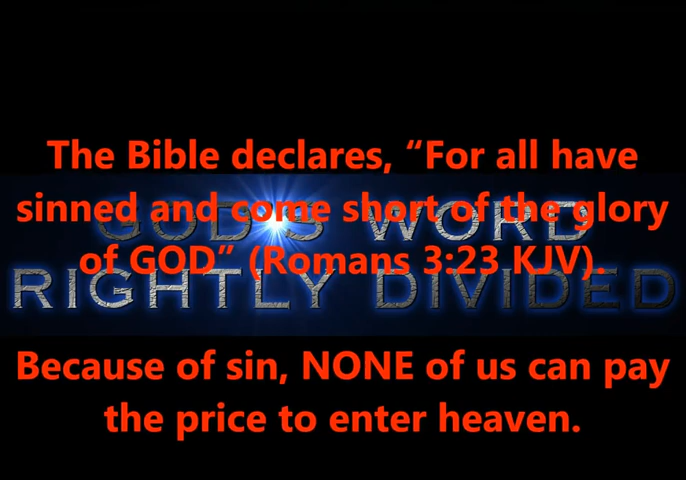 The Bible declares, “For all have
sinned and come short of the glory
GOD'S WORD
of GOD” (Romans 3:23 KJV).
RIGHTLY DIVIDED
Because of sin, NONE of us can pay
the price to enter heaven.